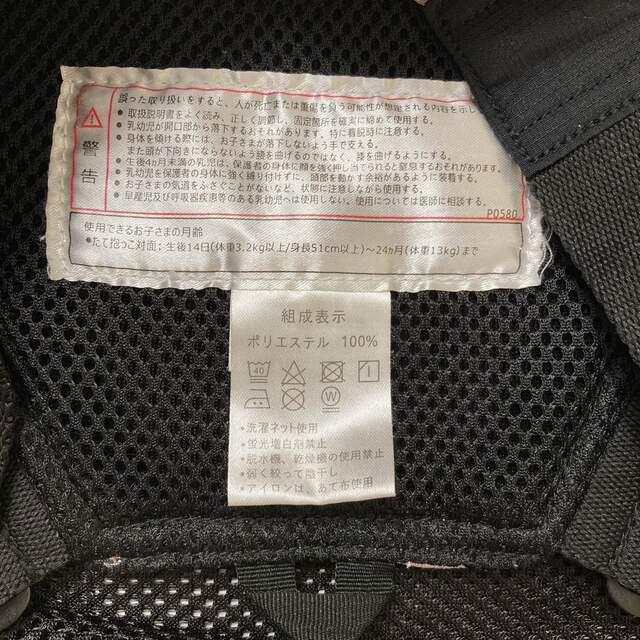 誤った取り扱いをすると、人が死亡または重傷を負う可能性が想定される内容を示し
警告
●取扱説明書をよく読み、正しく調節し、固定箇所を確実に締めて使用する。
●乳幼児が開口部から落下するおそれがあります。特に着脱時に注意する。
●身体を傾ける際には、お子さまが落下しないよう手で支える。
また頭が下向きにならないよう腰を曲げるのではなく、膝を曲げるようにする。
●生後4ヵ月未満の乳児は、保護者の身体に顔を強く押し当てられると窒息するおそれがあります。
●乳幼児を保護者の身体に強く縛り付けずに、頭を動かす余裕があるように装着する。
●お子さまの気道をふさぐことがないなど、状態に注意して使用する。
●早産児及び呼吸器疾患等のある乳幼児へは使用しない。使用については医師に相談する。
P0580
使用できるお子さまの月齢
●たて抱っこ対面；生後14日(体重3.2kg以上/身長51cm以上)〜24ヵ月(体重13kg)まで
組成表示
ポリエステル 100%
40
W
*洗濯ネット使用
*蛍光増白剤禁止
*脱水機、乾燥機の使用禁止
*弱く絞って陰干し
*アイロンは、あて布使用